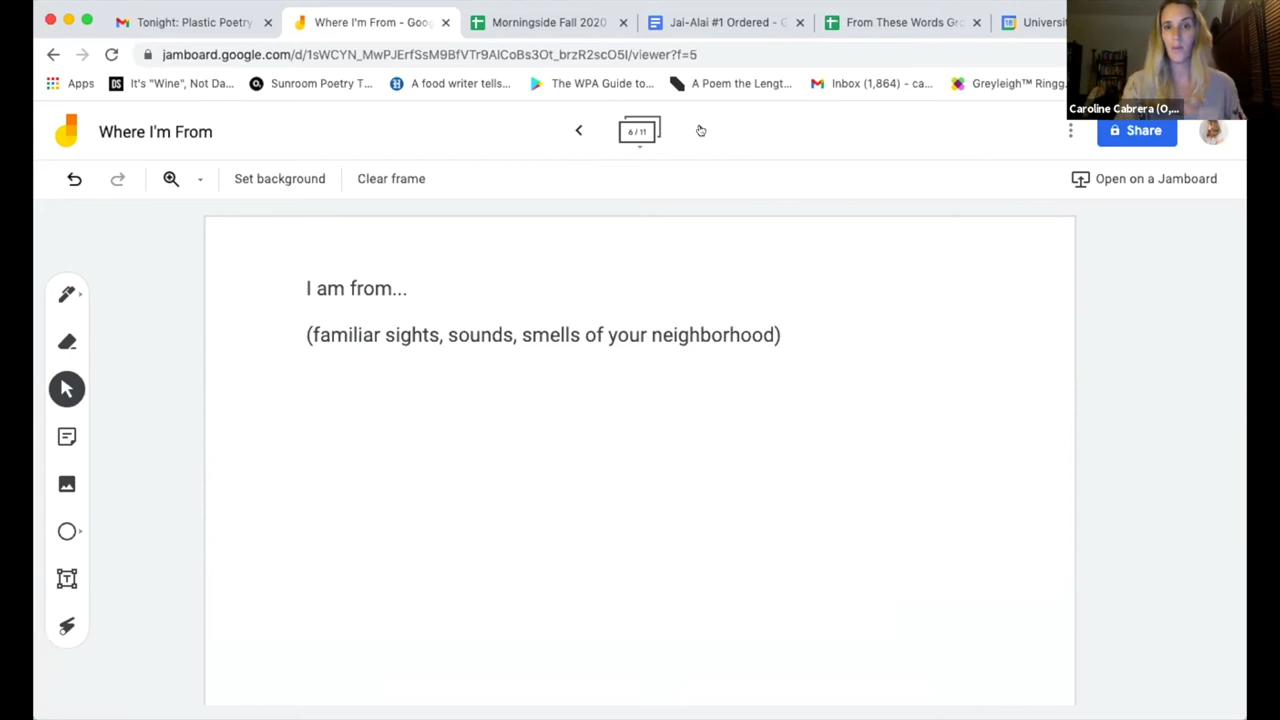 Tonight: Plastic Poetry
Where I'm From - Goo
Morningside Fall 2020
Jai-Alai #1 Ordered - G
From These Words Gro
Universi
jamboard.google.com/d/1sWCYN_MwPJErfSsM9BfVTr9AICoBs3Ot_brzR2scO5I/viewer?f=5
Apps
It's "Wine", Not Da...
Sunroom Poetry T...
A food writer tells...
The WPA Guide to...
A Poem the Lengt...
Inbox (1,864) – ca...
Greyleigh™ Ringg.
Caroline Cabrera (O,...
Where I'm From
6 / 11
Share
Set background
Clear frame
Open on a Jamboard
I am from...
(familiar sights, sounds, smells of your neighborhood)